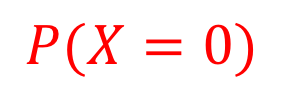 P(X = 0)